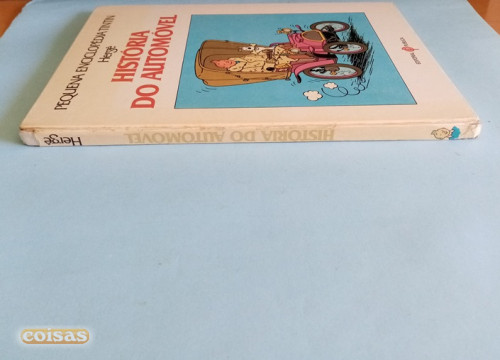 PEQUENA ENCICLOPÉDIA TINTIN
Hergé
HISTÓRIA
DO AUTOMÓVEL
Hergé
HISTÓRIA DO AUTOMÓVEL
coisas